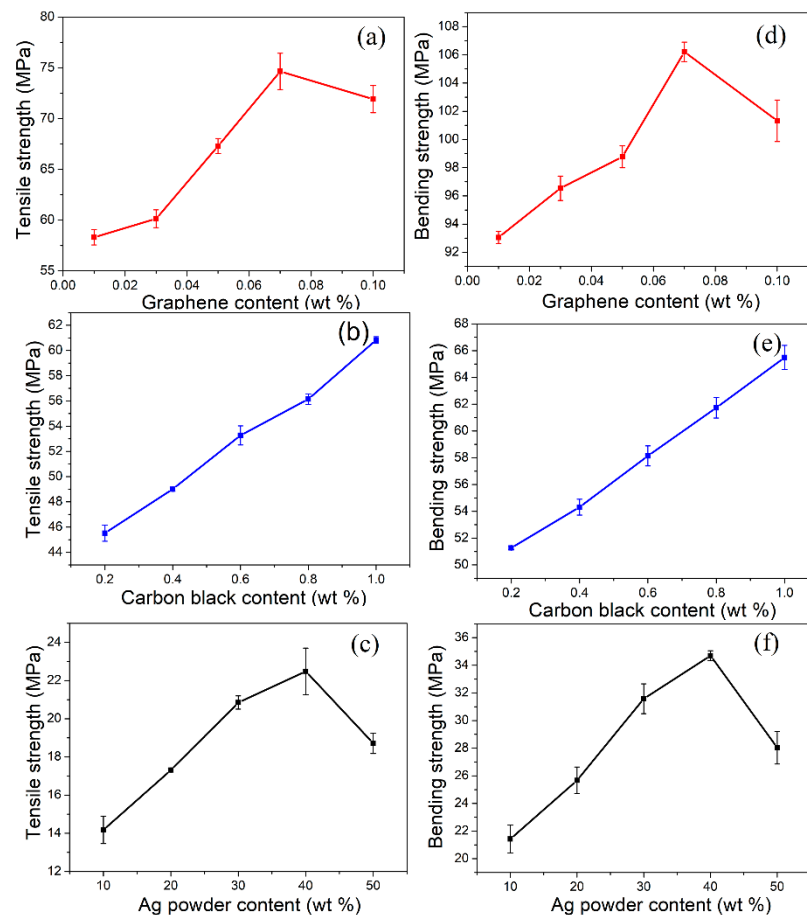 (a)
Tensile strength (MPa)
80
75
70
65
60
55
0.00 0.02 0.04 0.06 0.08 0.10
Graphene content (wt %)
(d)
Bending strength (MPa)
108
106
104
102
100
98
96
94
92
0.00 0.02 0.04 0.06 0.08 0.10
Graphene content (wt %)
(b)
Tensile strength (MPa)
62
60
58
56
54
52
50
48
46
44
0.2 0.4 0.6 0.8 1.0
Carbon black content (wt %)
(e)
Bending strength (MPa)
68
66
64
62
60
58
56
54
52
50
0.2 0.4 0.6 0.8 1.0
Carbon black content (wt %)
(c)
Tensile strength (MPa)
24
22
20
18
16
14
12
10 20 30 40 50
Ag powder content (wt %)
(f)
Bending strength (MPa)
36
34
32
30
28
26
24
22
20
10 20 30 40 50
Ag powder content (wt %)